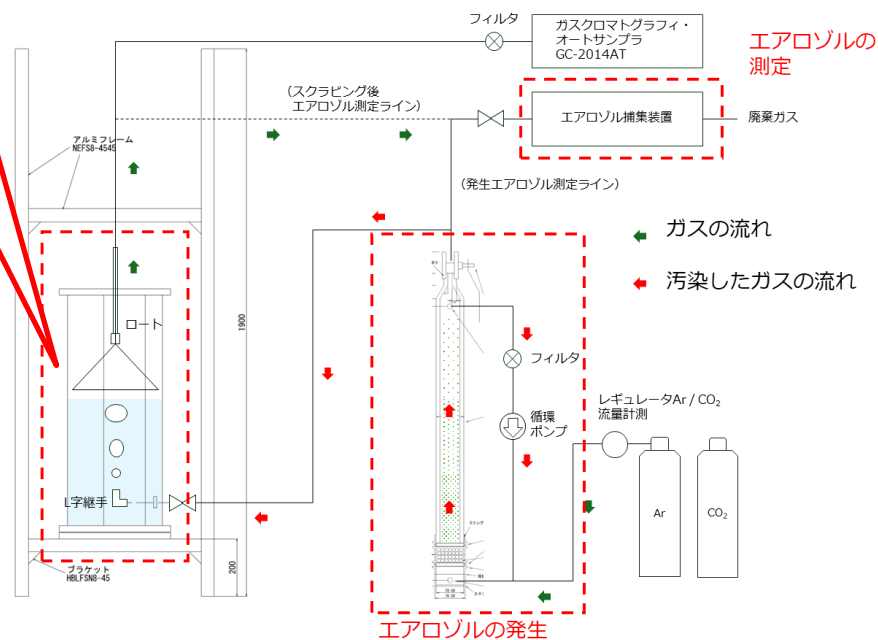 フィルタ
ガスクロマトグラフィ・
オートサンプラ
GC-2014AT
エアロゾルの
測定
(スクラビング後
エアロゾル測定ライン)
エアロゾル捕集装置
廃棄ガス
アルミフレーム
NEFS8-4545
(発生エアロゾル測定ライン)
ガスの流れ
汚染したガスの流れ
ロート
1900
フィルタ
循環
ポンプ
レギュレータAr / CO₂
流量計測
L字継手
Ar
CO₂
ブラケット
HBLFSN8-45
200
エアロゾルの発生